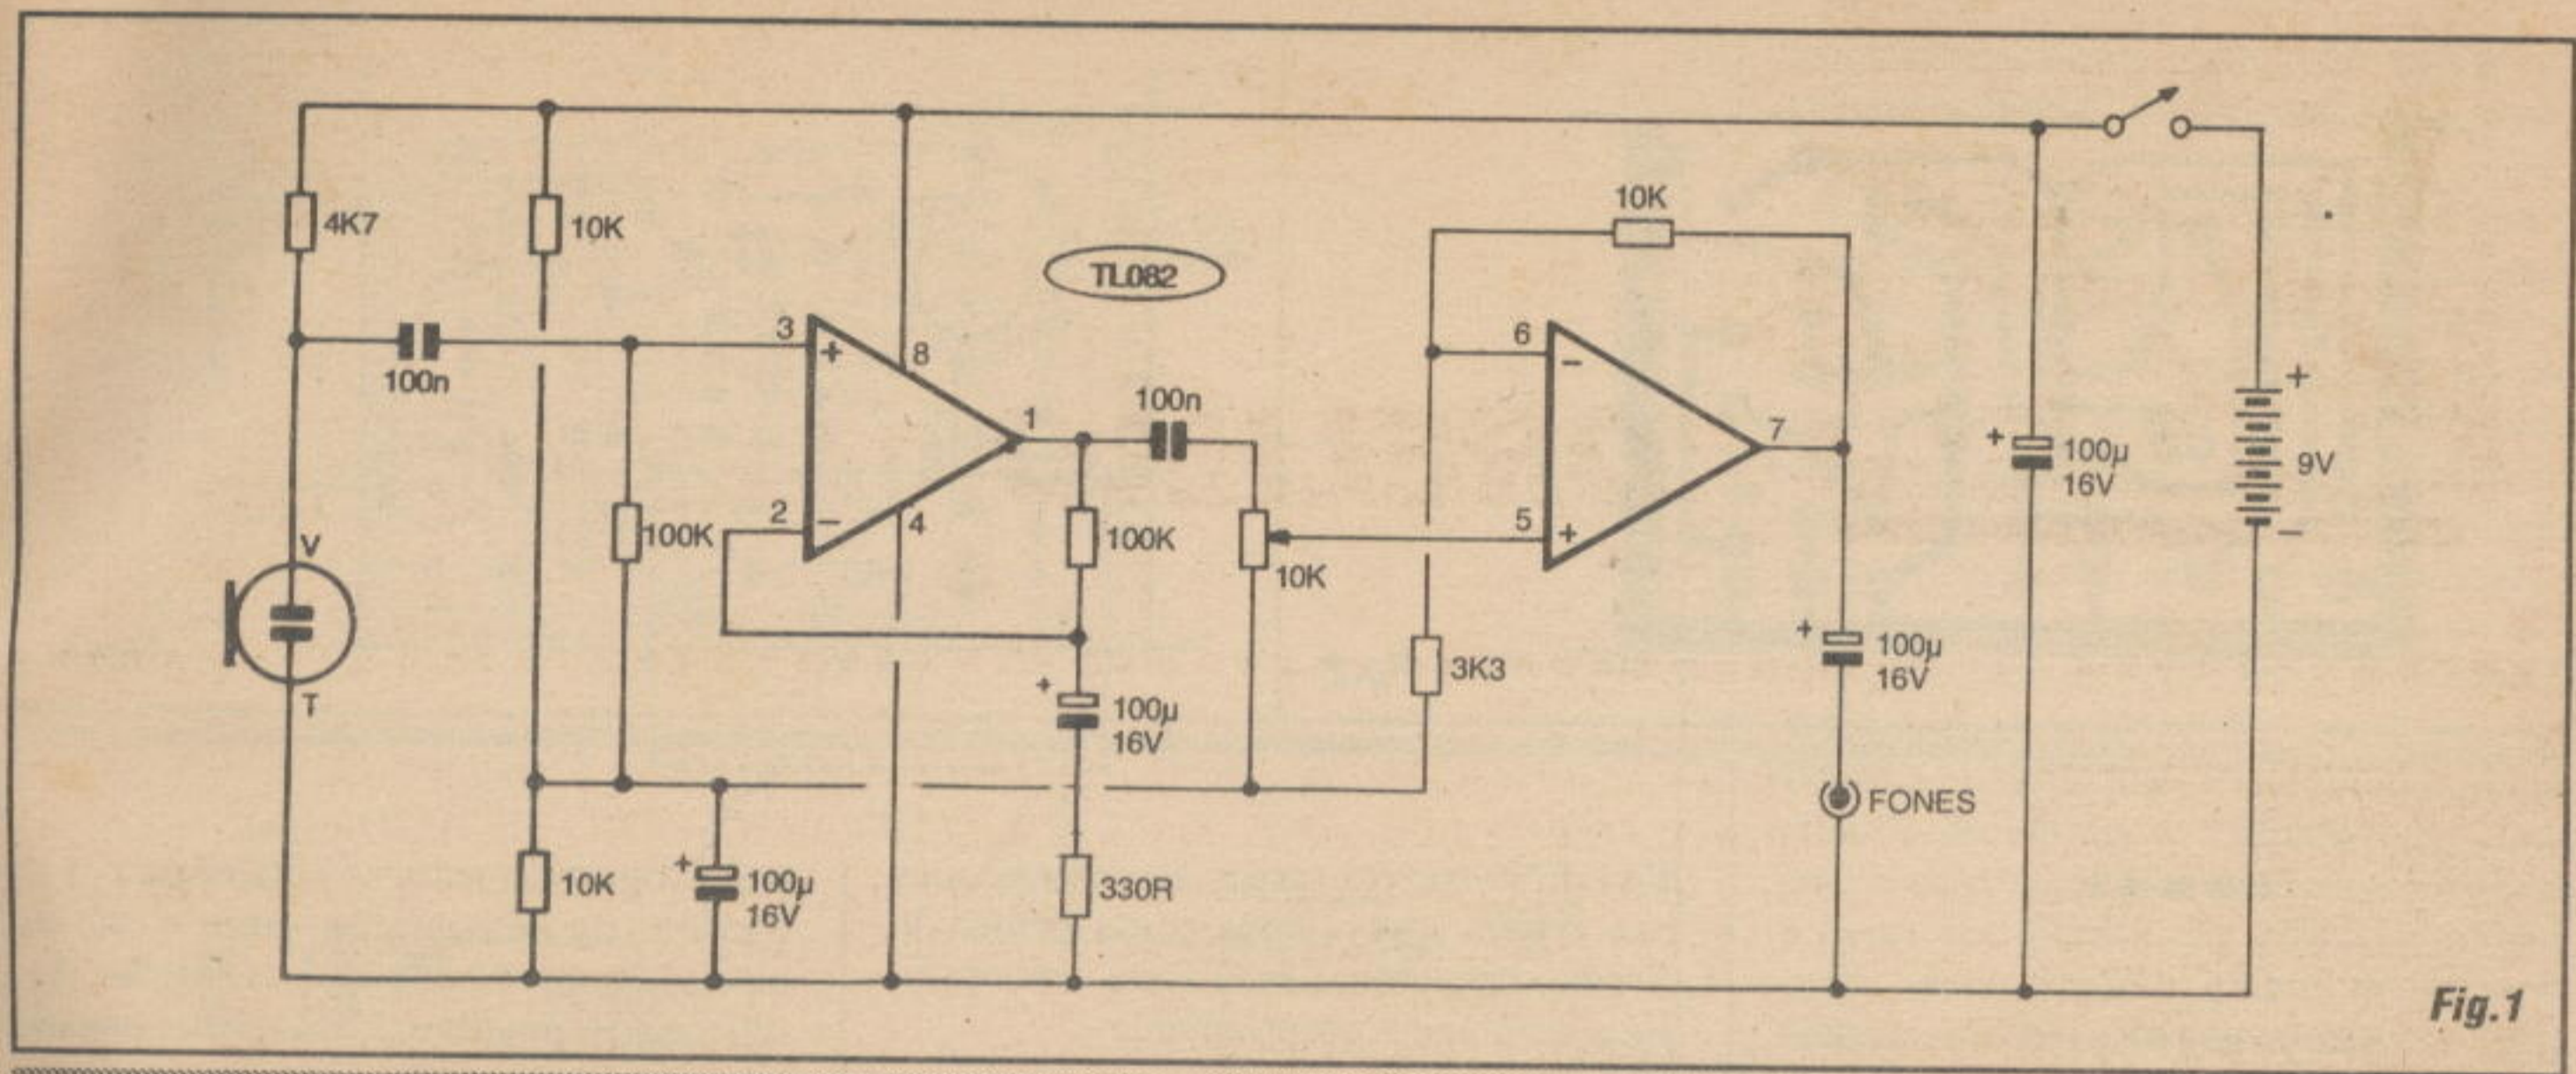 4K7
10K
100n
3
+
8
100K
2
−
4
1
TL082
100n
100K
10K
V
T
+
100µ
16V
10K
+
100µ
16V
330R
10K
6
−
7
5
+
3K3
+
100µ
16V
FONES
+
100µ
16V
+
9V
−
Fig.1